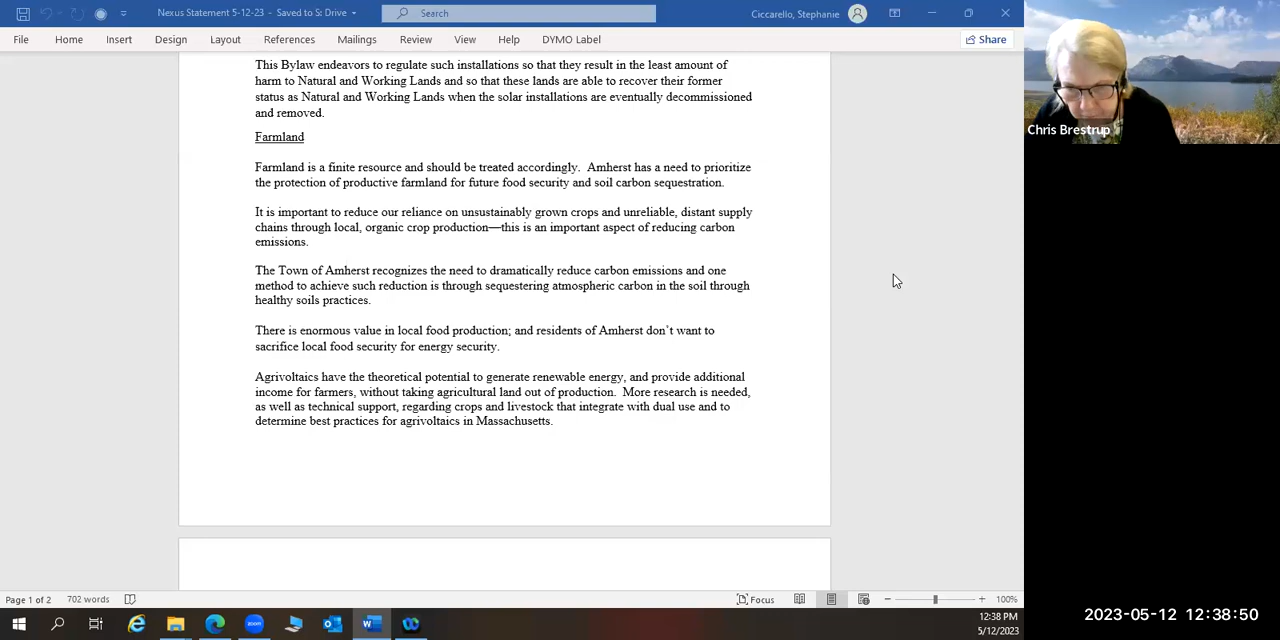 Nexus Statement 5-12-23 - Saved to S: Drive
Search
Ciccarello, Stephanie
File Home Insert Design Layout References Mailings Review View Help DYMO Label
Share
This Bylaw endeavors to regulate such installations so that they result in the least amount of
harm to Natural and Working Lands and so that these lands are able to recover their former
status as Natural and Working Lands when the solar installations are eventually decommissioned
and removed.
Farmland
Farmland is a finite resource and should be treated accordingly. Amherst has a need to prioritize
the protection of productive farmland for future food security and soil carbon sequestration.
It is important to reduce our reliance on unsustainably grown crops and unreliable, distant supply
chains through local, organic crop production—this is an important aspect of reducing carbon
emissions.
The Town of Amherst recognizes the need to dramatically reduce carbon emissions and one
method to achieve such reduction is through sequestering atmospheric carbon in the soil through
healthy soils practices.
There is enormous value in local food production; and residents of Amherst don't want to
sacrifice local food security for energy security.
Agrivoltaics have the theoretical potential to generate renewable energy, and provide additional
income for farmers, without taking agricultural land out of production. More research is needed,
as well as technical support, regarding crops and livestock that integrate with dual use and to
determine best practices for agrivoltaics in Massachusetts.
Page 1 of 2 702 words
Focus
100%
zoom
12:38 PM
5/12/2023
Chris Brestrup
2023-05-12 12:38:50